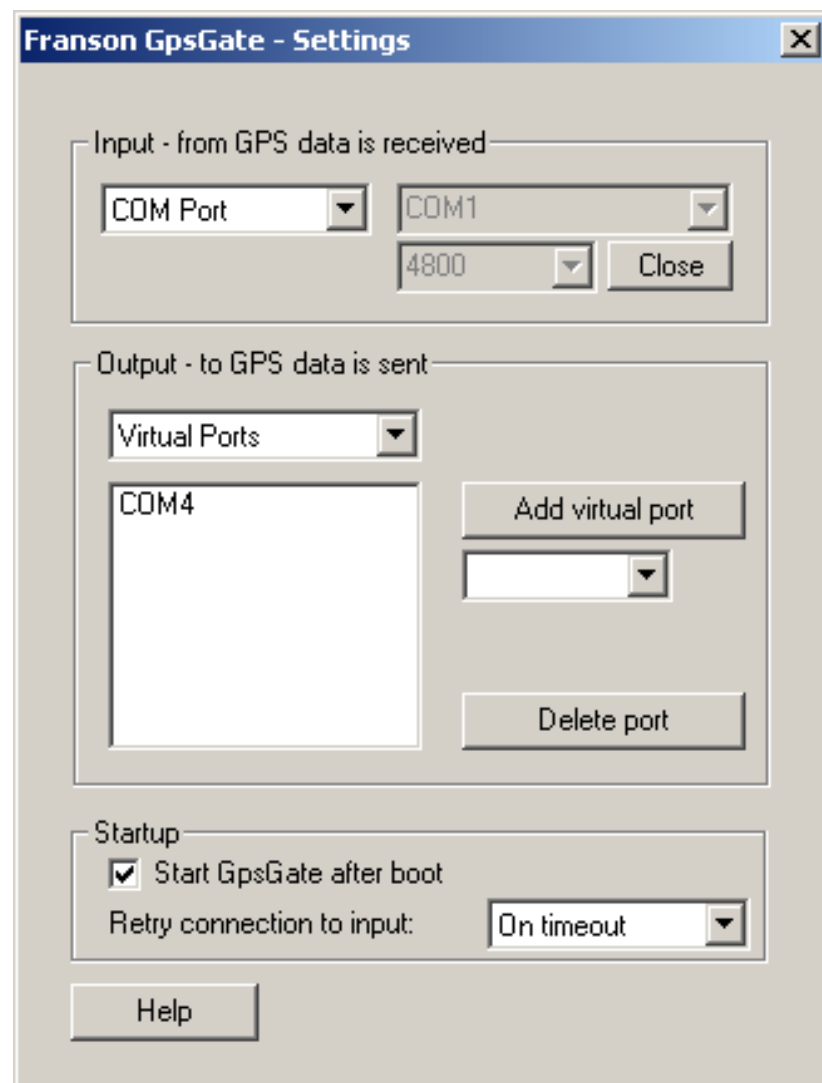 Franson GpsGate - Settings
Input - from GPS data is received
COM Port
COM1
4800
Close
Output - to GPS data is sent
Virtual Ports
COM4
Add virtual port
Delete port
Startup
Start GpsGate after boot
Retry connection to input:
On timeout
Help